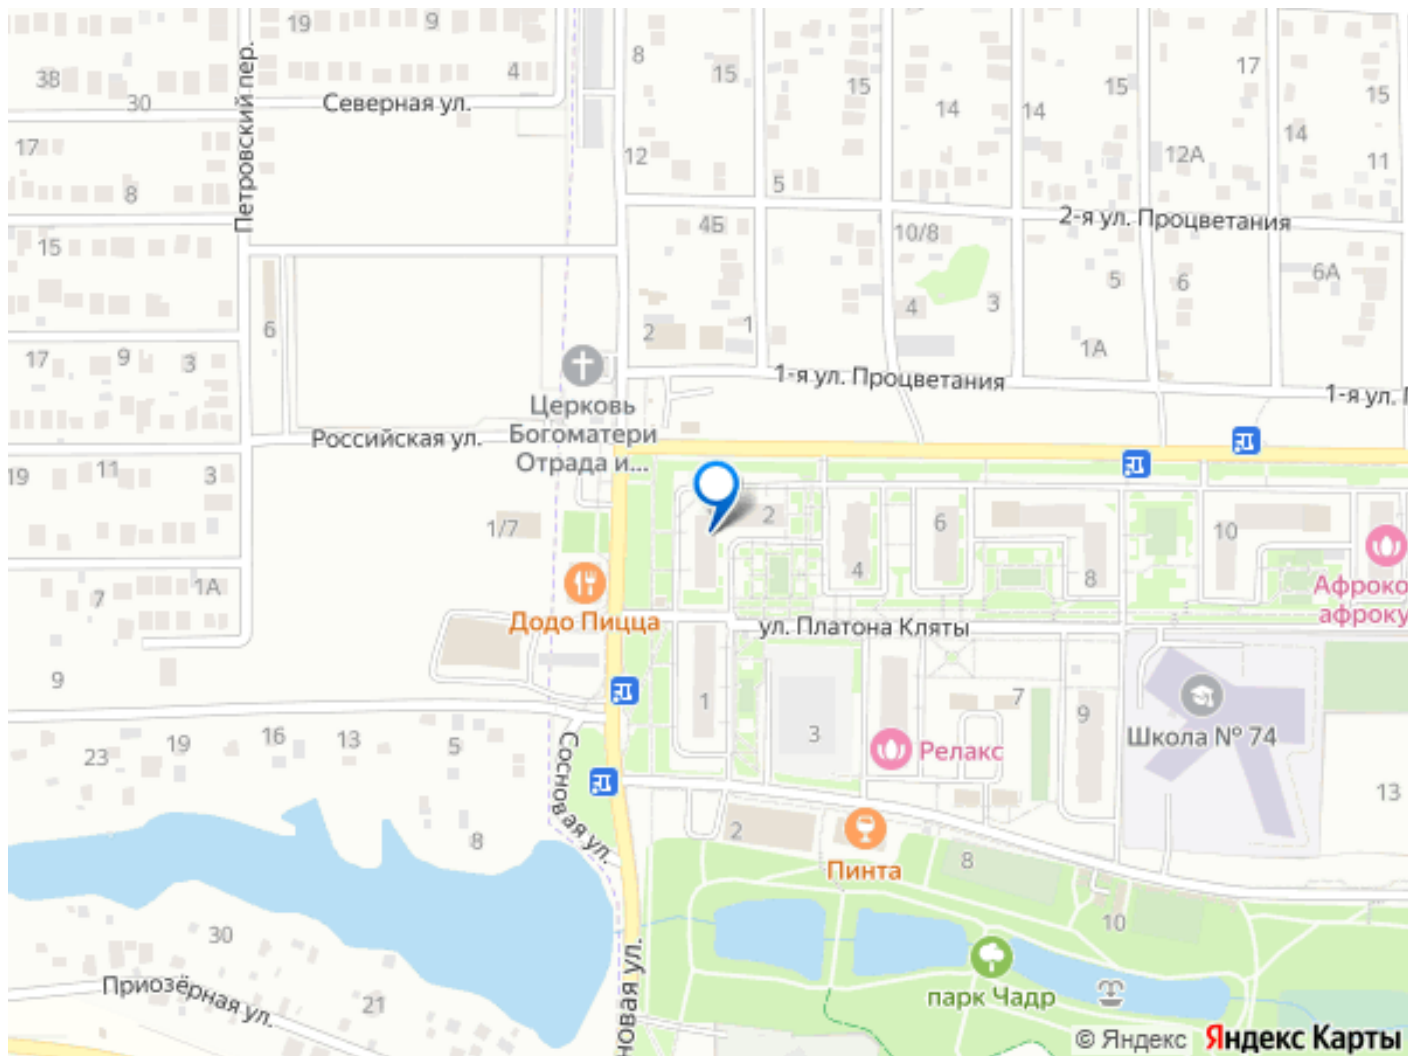 19
9
8
15
17
38
30
4
Северная ул.
15
15
14
14
15
Петровский пер.
17
8
12
5
12А
14
11
15
4Б
10/8
2-я ул. Процветания
6
2
1
4
3
5
6
6А
1А
17
9
3
1-я ул. Процветания
1-я ул. П
Церковь
Богоматери
Отрада и...
Российская ул.
19
11
3
1/7
2
4
6
8
10
Афроко
афроку
7
1А
Додо Пицца
ул. Платона Кляты
9
1
3
7
9
Релакс
Школа № 74
13
23
19
16
13
5
8
Сосновая ул.
2
Пинта
8
10
30
21
Приозёрная ул.
новая ул.
парк Чадр
© Яндекс Яндекс Карты